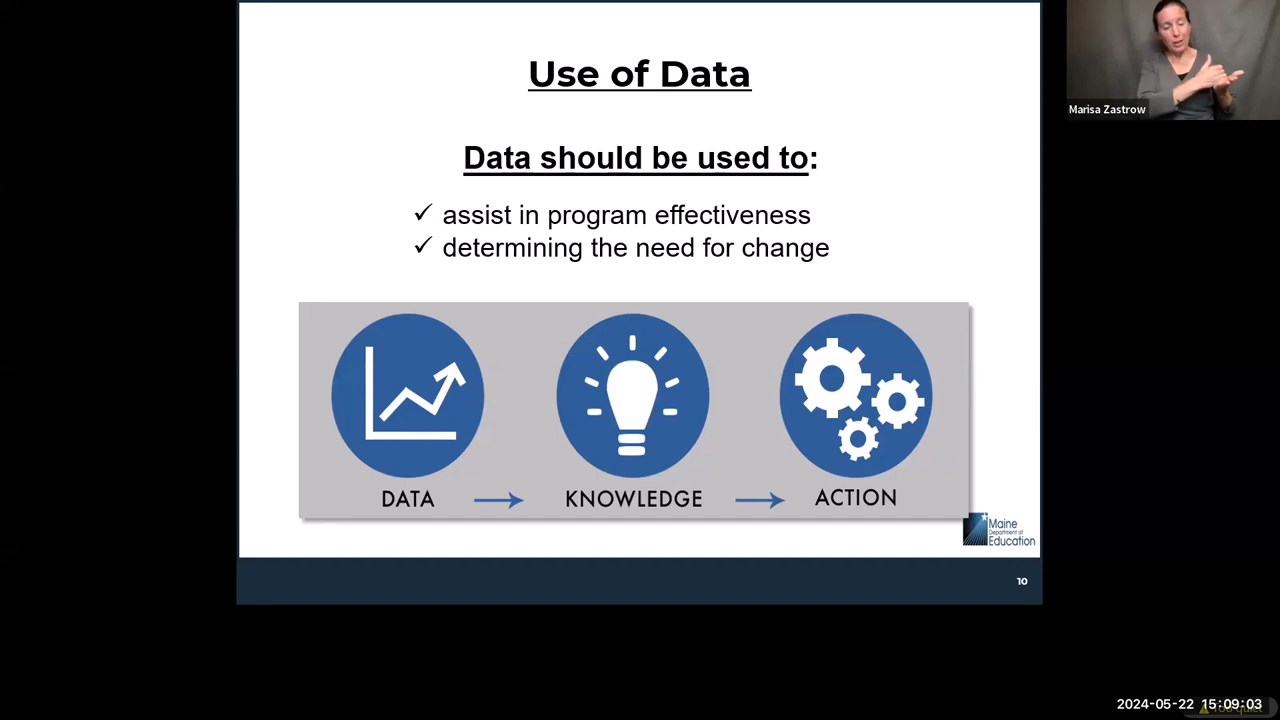 Use of Data
Data should be used to:
✓ assist in program effectiveness
✓ determining the need for change
DATA → KNOWLEDGE → ACTION
Maine
Department of
Education
10
Marisa Zastrow
2024-05-22 15:09:03